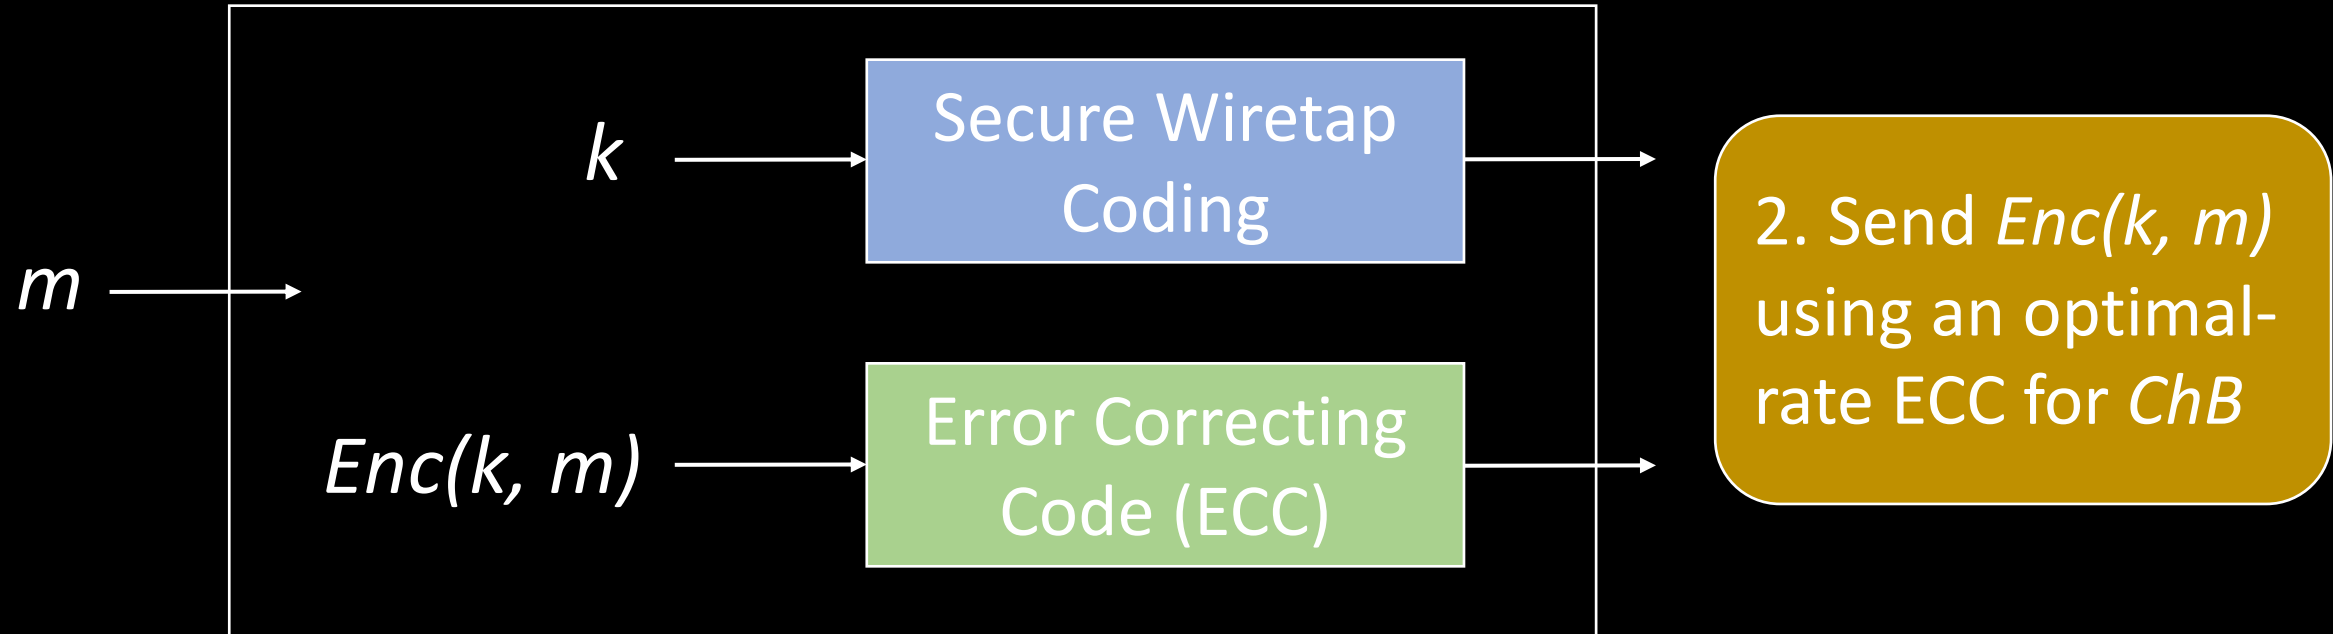 m
k
Secure Wiretap
Coding
Enc(k, m)
Error Correcting
Code (ECC)
2. Send Enc(k, m)
using an optimal-
rate ECC for ChB